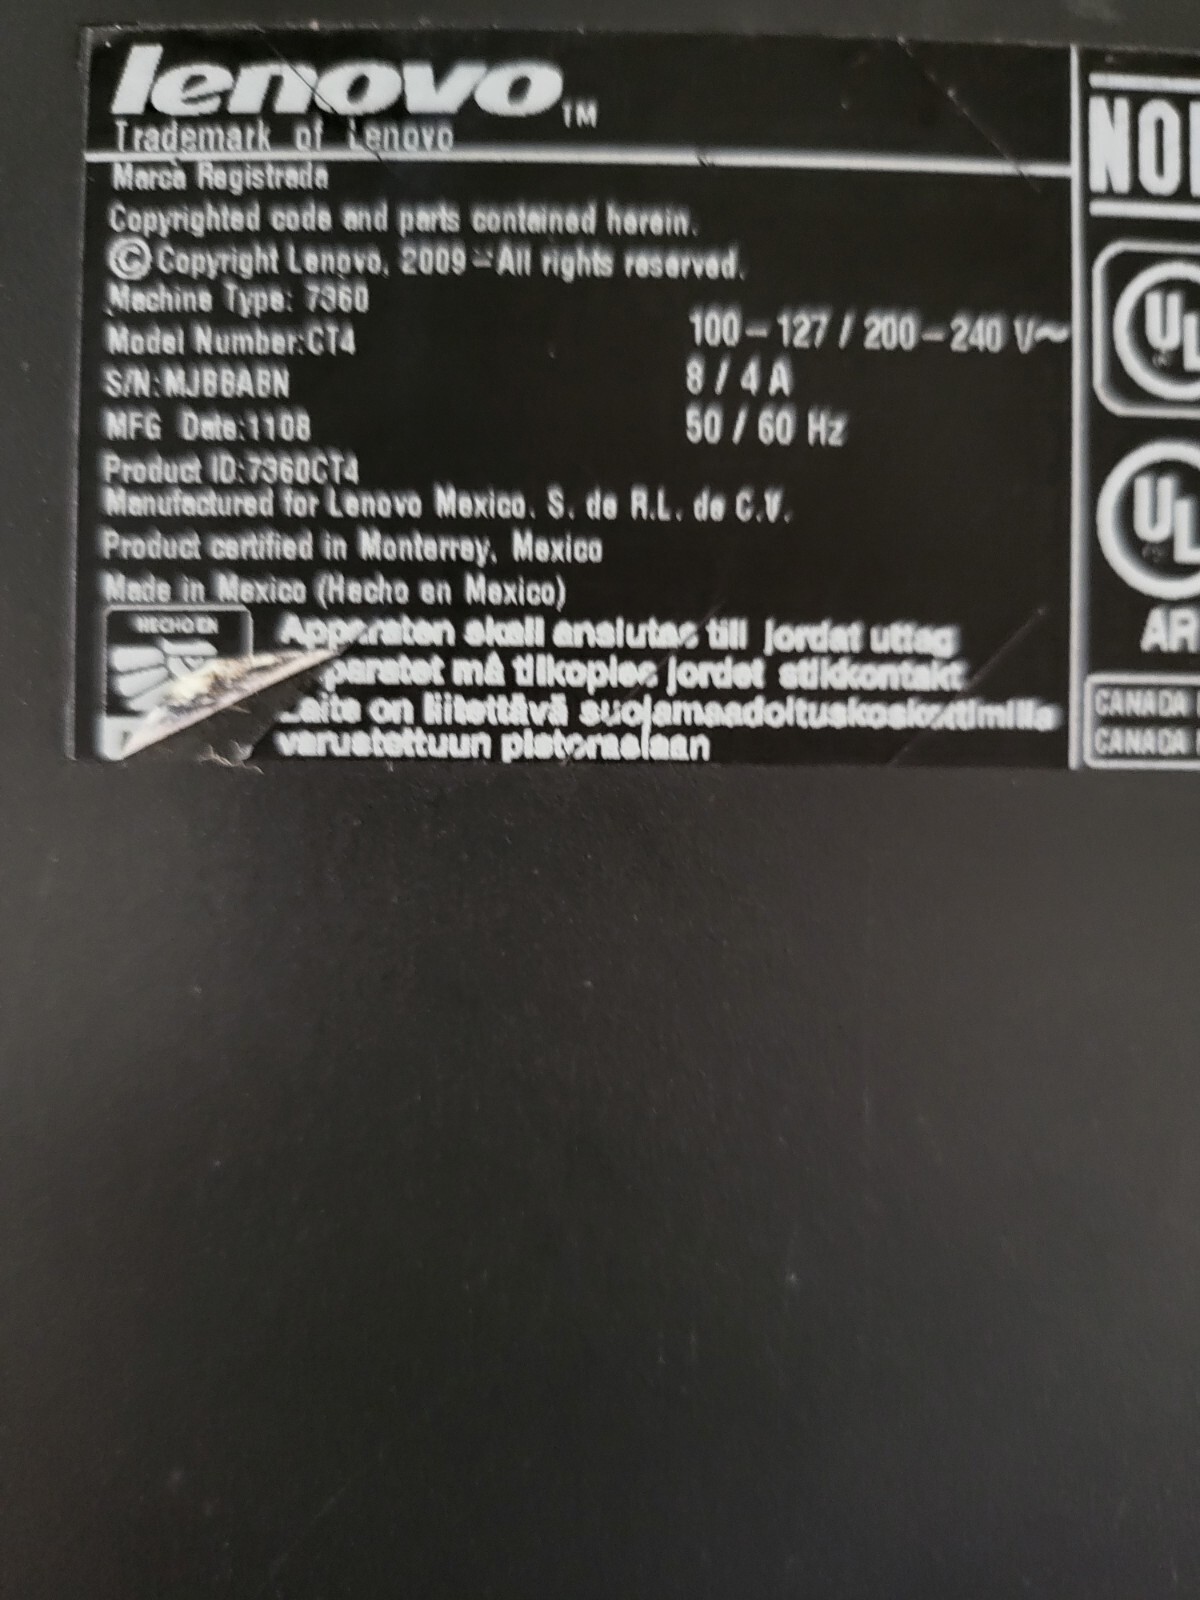 lenovo TM
Trademark of Lenovo
Marca Registrada
Copyrighted code and parts contained herein.
© Copyright Lenovo, 2009 - All rights reserved.
Machine Type: 7360
Model Number:CT4
100 - 127 / 200 - 240 V~
S/N:MJBBABN
8 / 4 A
MFG Date:1108
50 / 60 Hz
Product ID:7360CT4
Manufactured for Lenovo Mexico, S. de R.L. de C.V.
Product certified in Monterrey, Mexico
Made in Mexico (Hecho en Mexico)
HECHO EN
Apparaten skall anslutas till jordat uttag
paratet må tilkoples jordet stikkontakt
Laite on liitettävä suojamaadoituskoskettimilla
varustettuun pistorasiaan
NO
UL
UL
AR
CANADA
CANADA